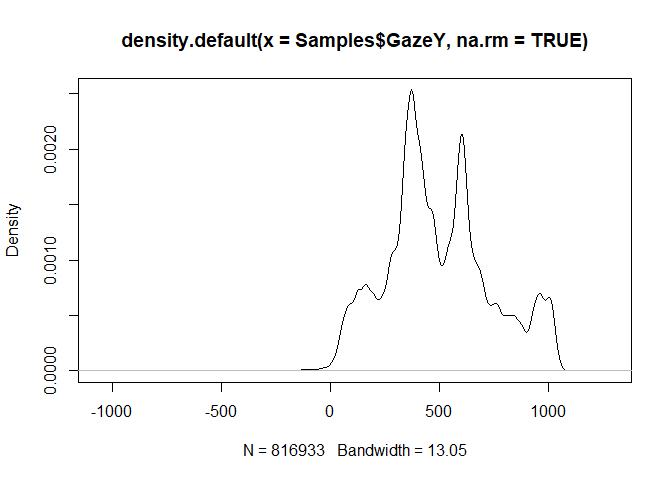 density.default(x = Samples$GazeY, na.rm = TRUE)
Density
0.0020
0.0010
0.0000
-1000 -500 0 500 1000
N = 816933 Bandwidth = 13.05